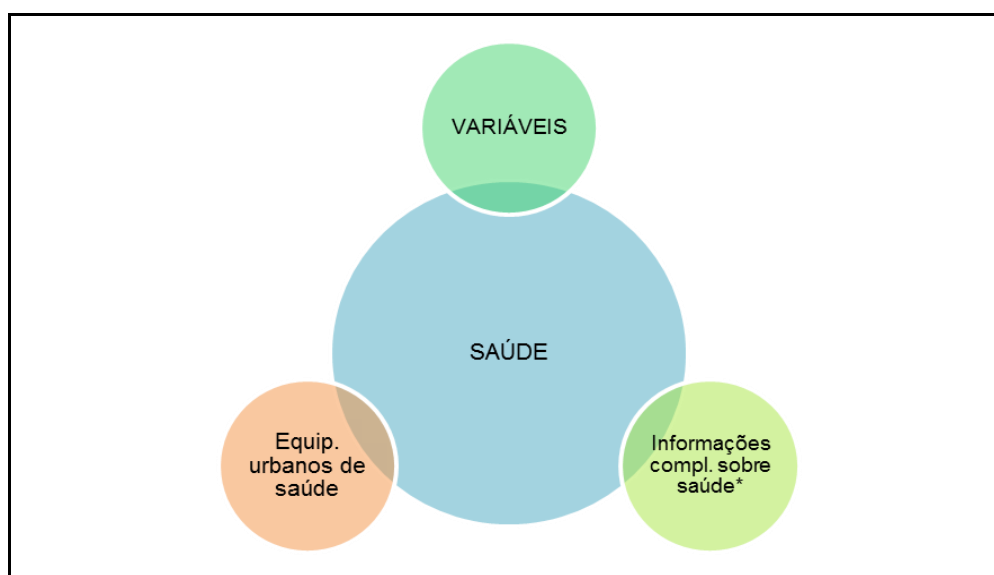 VARIÁVEIS
SAÚDE
Equip.
urbanos de
saúde
Informações
compl. sobre
saúde*